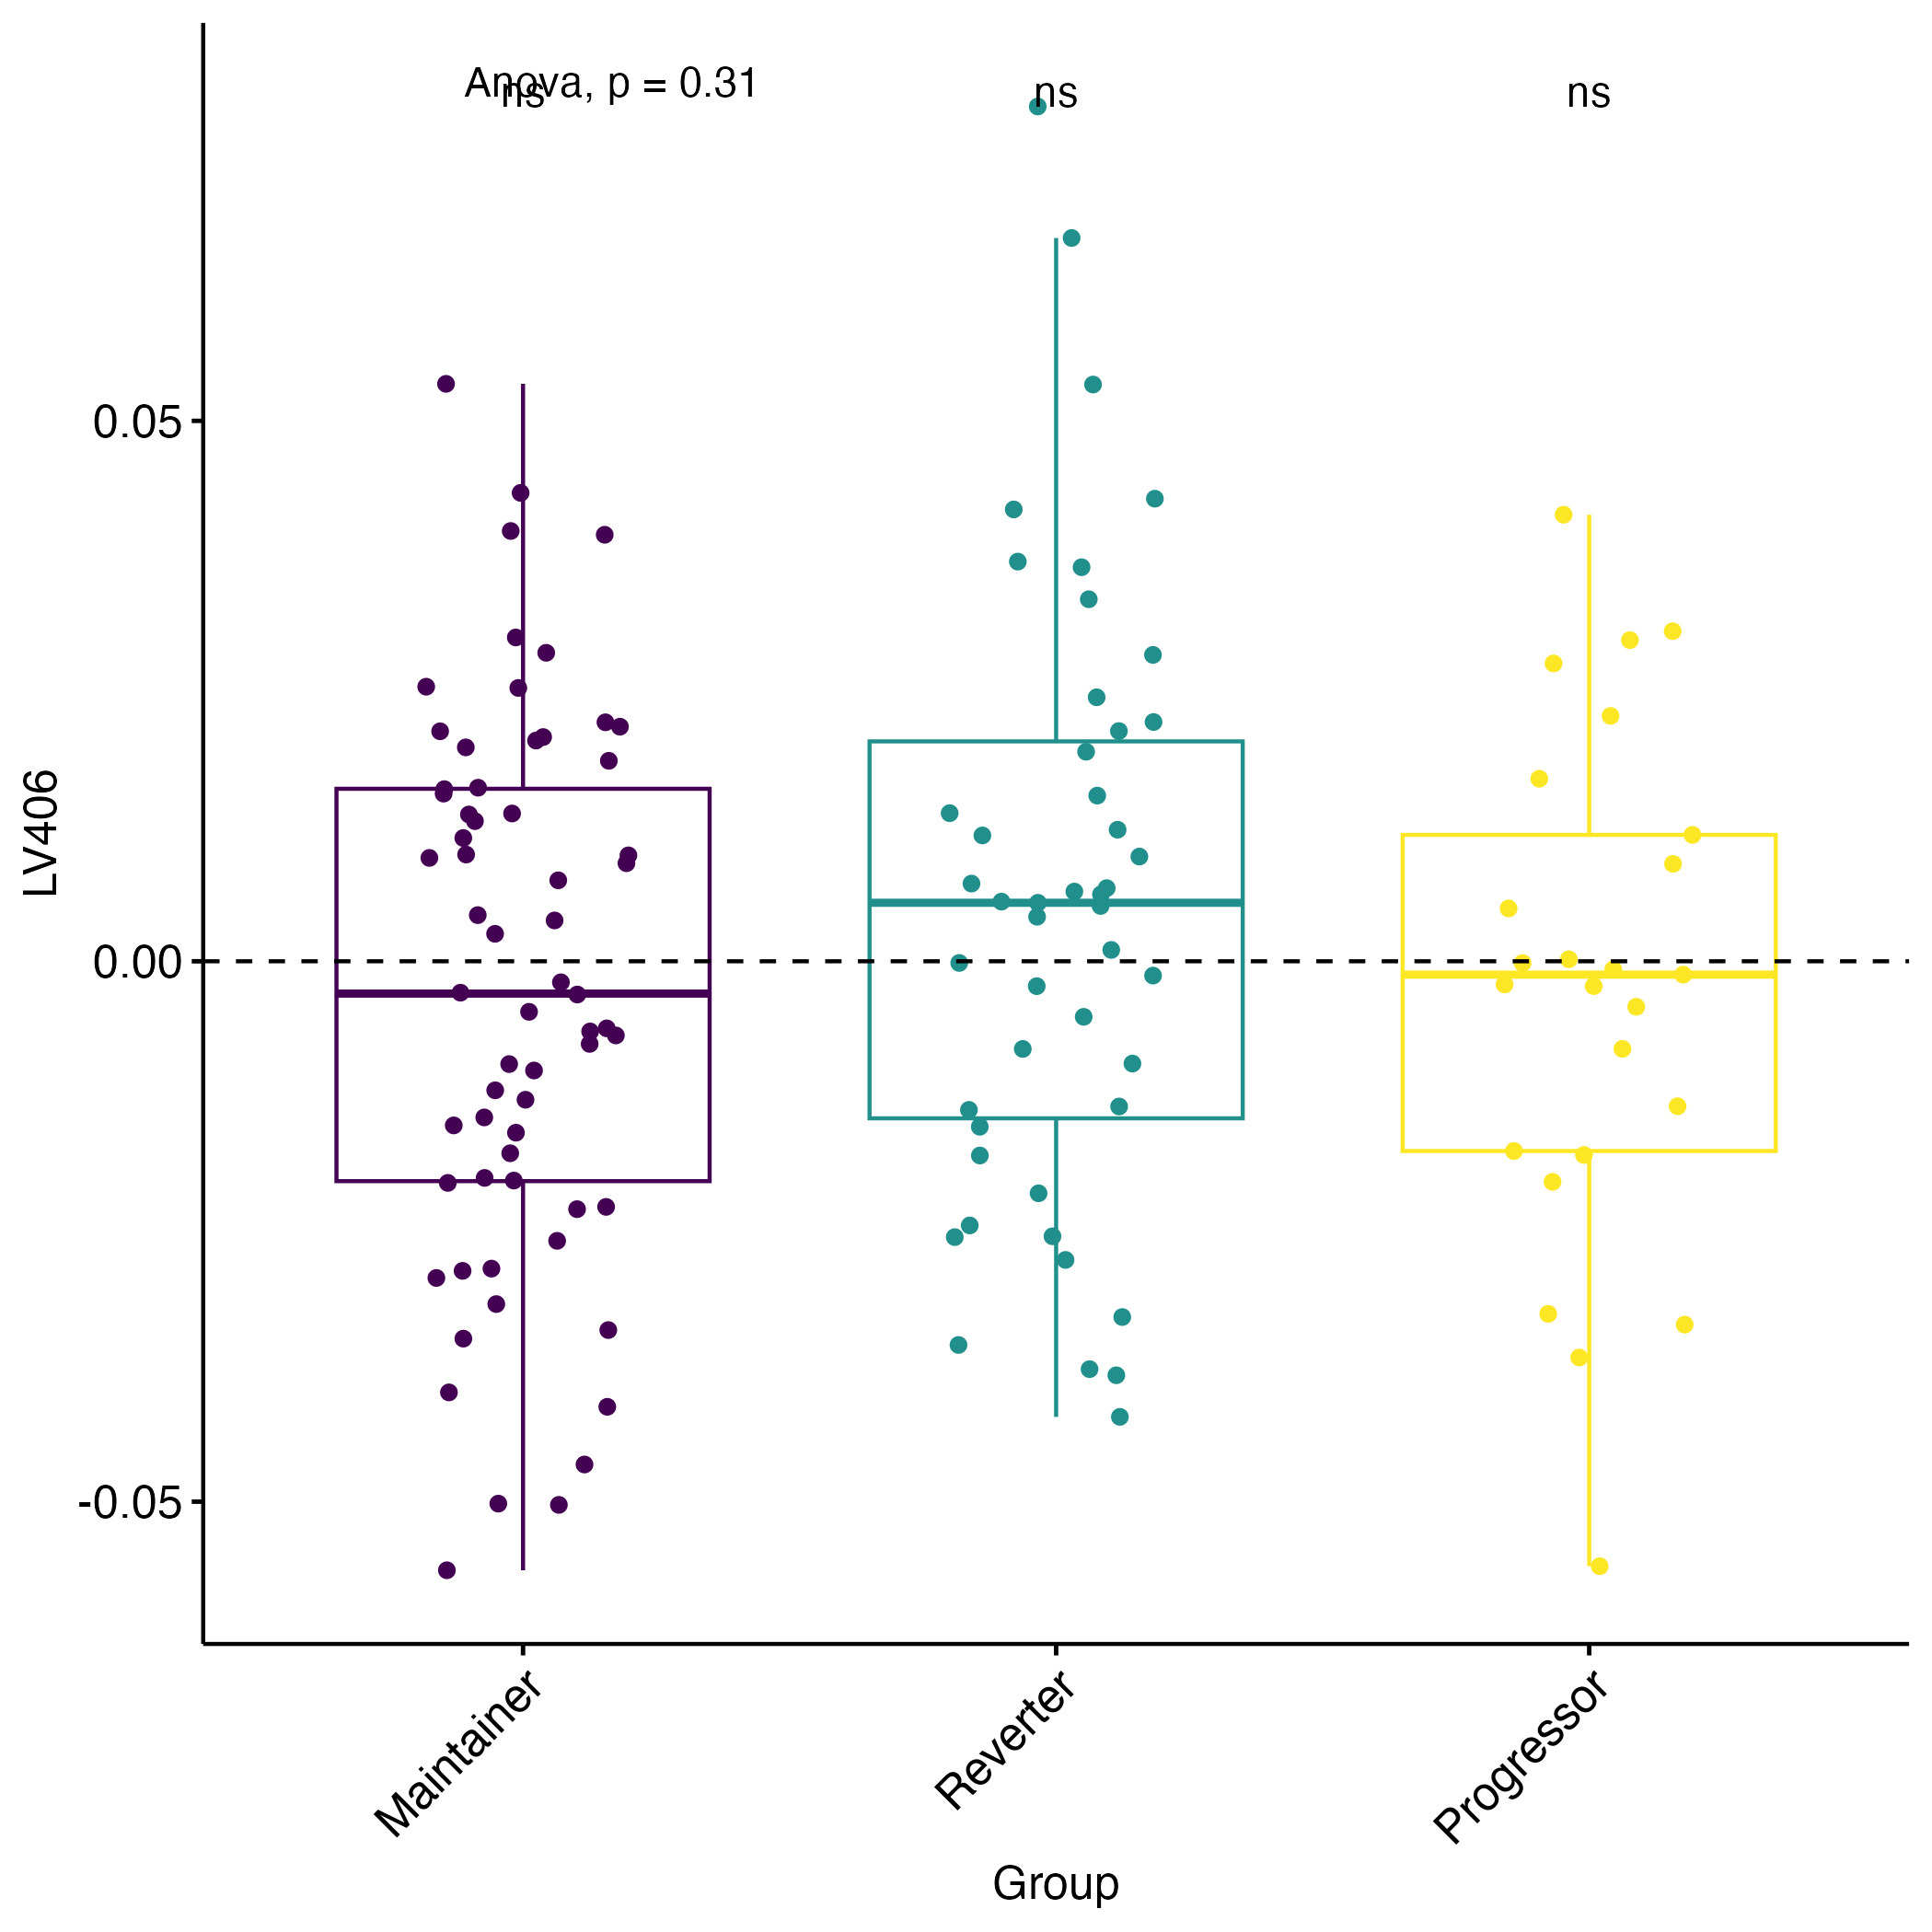 Anova, p = 0.31
ns
ns
ns
0.05
0.00
-0.05
LV406
Maintainer
Reverter
Progressor
Group